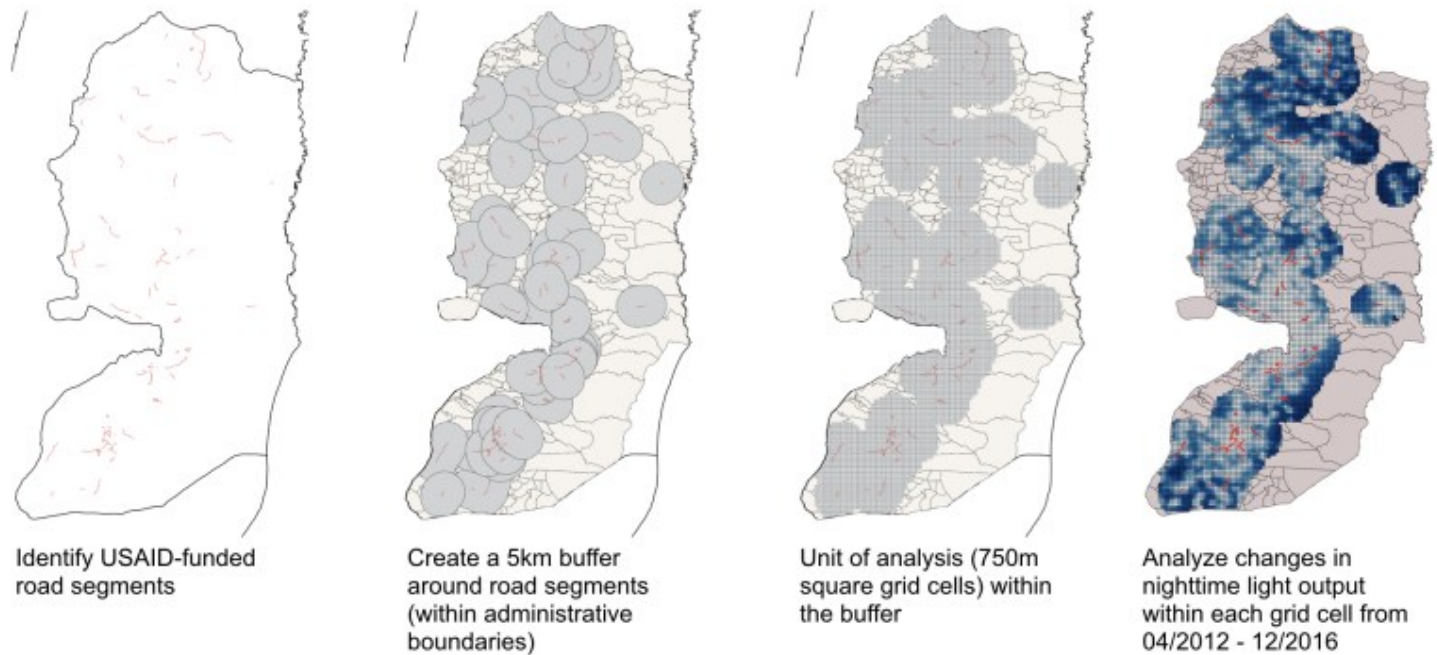 Identify USAID-funded
road segments
Create a 5km buffer
around road segments
(within administrative
boundaries)
Unit of analysis (750m
square grid cells) within
the buffer
Analyze changes in
nighttime light output
within each grid cell from
04/2012 - 12/2016